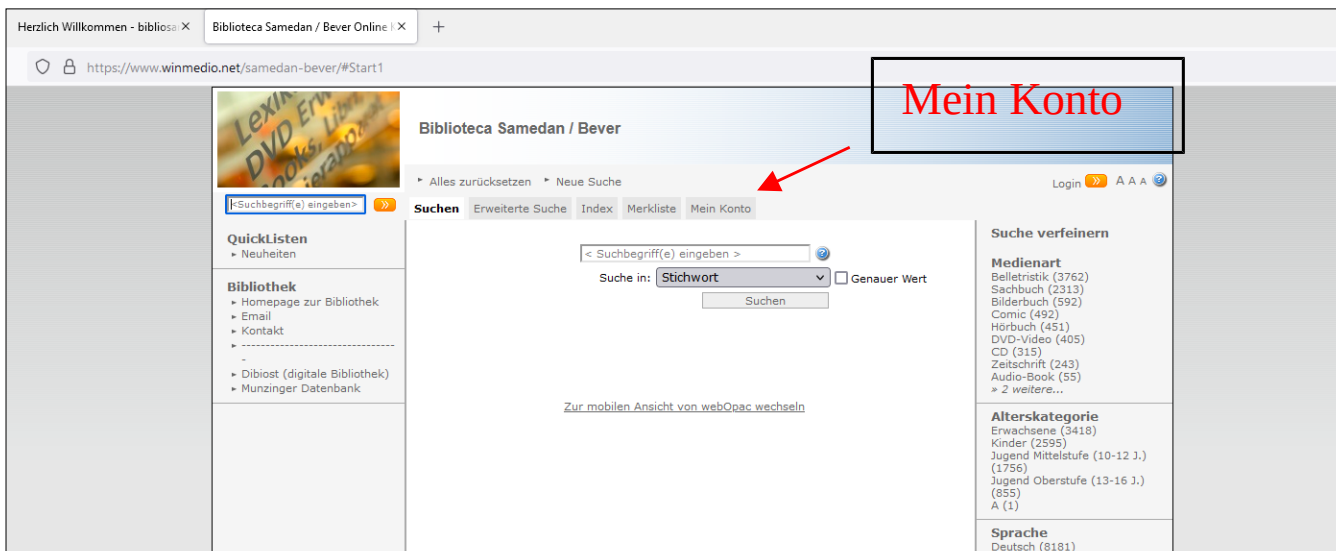 Herzlich Willkommen - bibliosa
Biblioteca Samedan / Bever Online
https://www.winmedio.net/samedan-bever/#Start1
Mein Konto
Biblioteca Samedan / Bever
Alles zurücksetzen Neue Suche
Login A A A
<Suchbegriff(e) eingeben>
Suchen Erweiterte Suche Index Merkliste Mein Konto
QuickListen
Neuheiten
Bibliothek
Homepage zur Bibliothek
Email
Kontakt
-----------------------------
-
Dibiost (digitale Bibliothek)
Munzinger Datenbank
< Suchbegriff(e) eingeben >
Suche in: Stichwort Genauer Wert
Suchen
Zur mobilen Ansicht von webOpac wechseln
Suche verfeinern
Medienart
Belletristik (3762)
Sachbuch (2313)
Bilderbuch (592)
Comic (492)
Hörbuch (451)
DVD-Video (405)
CD (315)
Zeitschrift (243)
Audio-Book (55)
» 2 weitere...
Alterskategorie
Erwachsene (3418)
Kinder (2595)
Jugend Mittelstufe (10-12 J.)
(1756)
Jugend Oberstufe (13-16 J.)
(855)
A (1)
Sprache
Deutsch (8181)